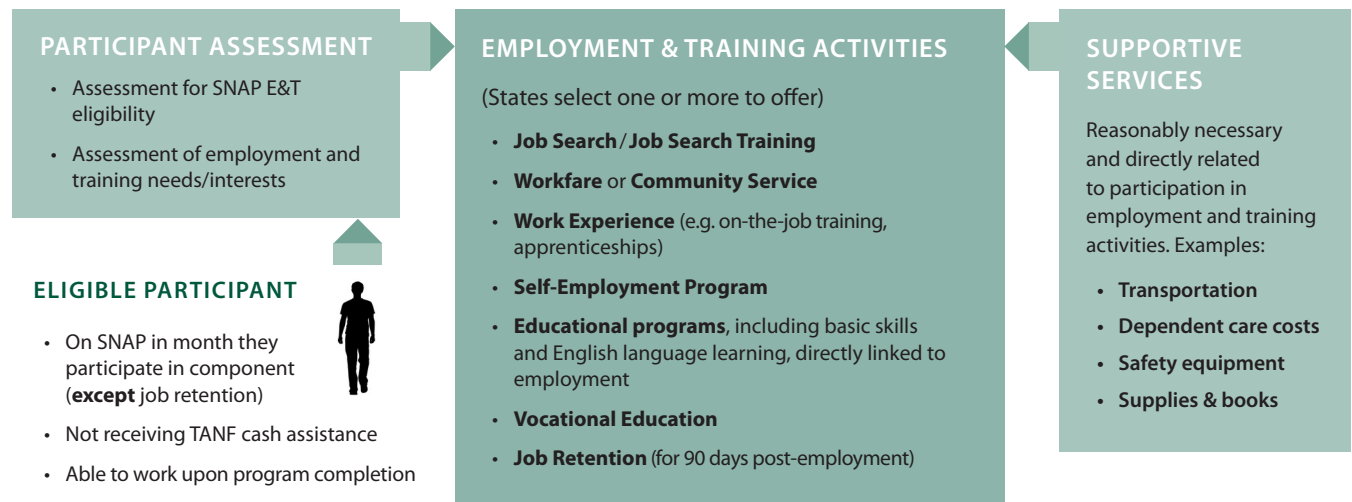 PARTICIPANT ASSESSMENT
• Assessment for SNAP E&T
eligibility
• Assessment of employment and
training needs/interests
ELIGIBLE PARTICIPANT
• On SNAP in month they
participate in component
(except job retention)
• Not receiving TANF cash assistance
• Able to work upon program completion
EMPLOYMENT & TRAINING ACTIVITIES
(States select one or more to offer)
• Job Search/Job Search Training
• Workfare or Community Service
• Work Experience (e.g. on-the-job training,
apprenticeships)
• Self-Employment Program
• Educational programs, including basic skills
and English language learning, directly linked to
employment
• Vocational Education
• Job Retention (for 90 days post-employment)
SUPPORTIVE
SERVICES
Reasonably necessary
and directly related
to participation in
employment and training
activities. Examples:
• Transportation
• Dependent care costs
• Safety equipment
• Supplies & books